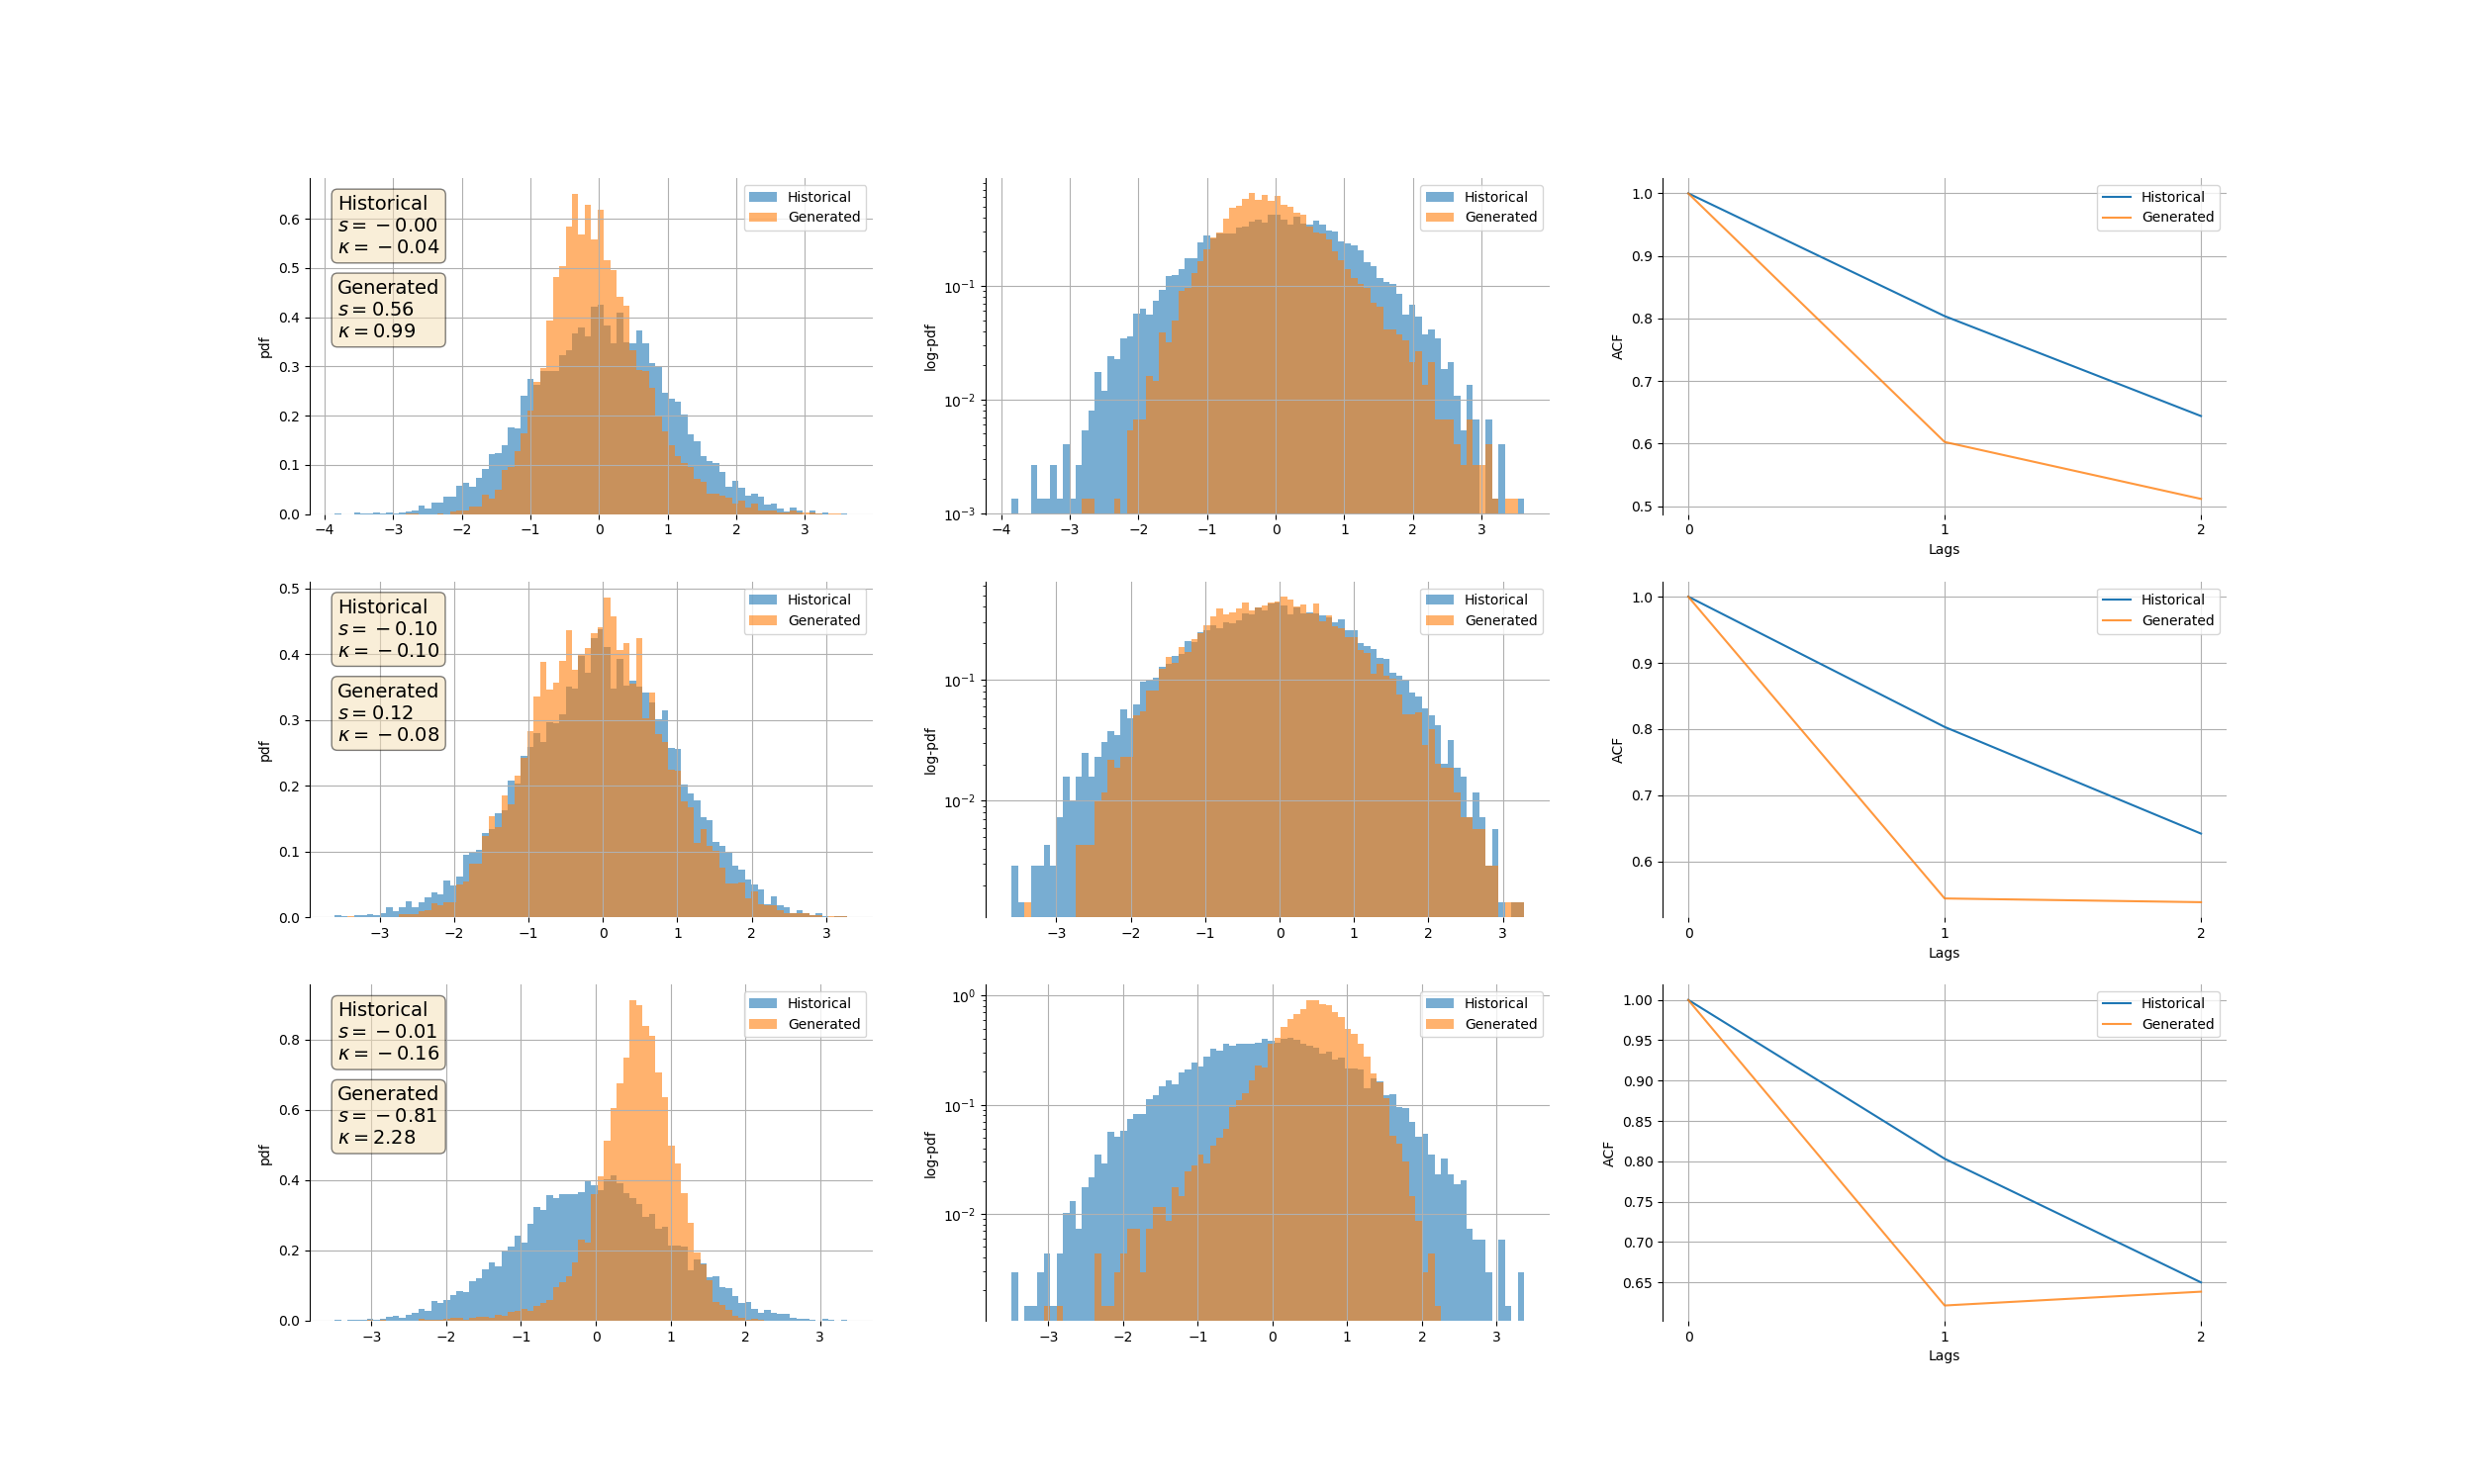 Historical
s = −0.00
κ = −0.04
Generated
s = 0.56
κ = 0.99
Historical
Generated
pdf
0.6
0.5
0.4
0.3
0.2
0.1
0.0
−4 −3 −2 −1 0 1 2 3
Historical
Generated
log-pdf
10⁻¹
10⁻²
10⁻³
−4 −3 −2 −1 0 1 2 3
Historical
Generated
ACF
1.0
0.9
0.8
0.7
0.6
0.5
0 1 2
Lags
Historical
s = −0.10
κ = −0.10
Generated
s = 0.12
κ = −0.08
Historical
Generated
pdf
0.5
0.4
0.3
0.2
0.1
0.0
−3 −2 −1 0 1 2 3
Historical
Generated
log-pdf
10⁻¹
10⁻²
−3 −2 −1 0 1 2 3
Historical
Generated
ACF
1.0
0.9
0.8
0.7
0.6
0 1 2
Lags
Historical
s = −0.01
κ = −0.16
Generated
s = −0.81
κ = 2.28
Historical
Generated
pdf
0.8
0.6
0.4
0.2
0.0
−3 −2 −1 0 1 2 3
Historical
Generated
log-pdf
10⁰
10⁻¹
10⁻²
−3 −2 −1 0 1 2 3
Historical
Generated
ACF
1.00
0.95
0.90
0.85
0.80
0.75
0.70
0.65
0 1 2
Lags